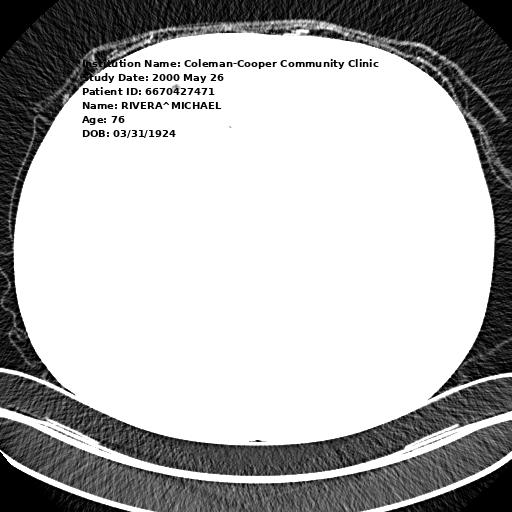 Institution Name: Coleman-Cooper Community Clinic
Study Date: 2000 May 26
Patient ID: 6670427471
Name: RIVERA^MICHAEL
Age: 76
DOB: 03/31/1924